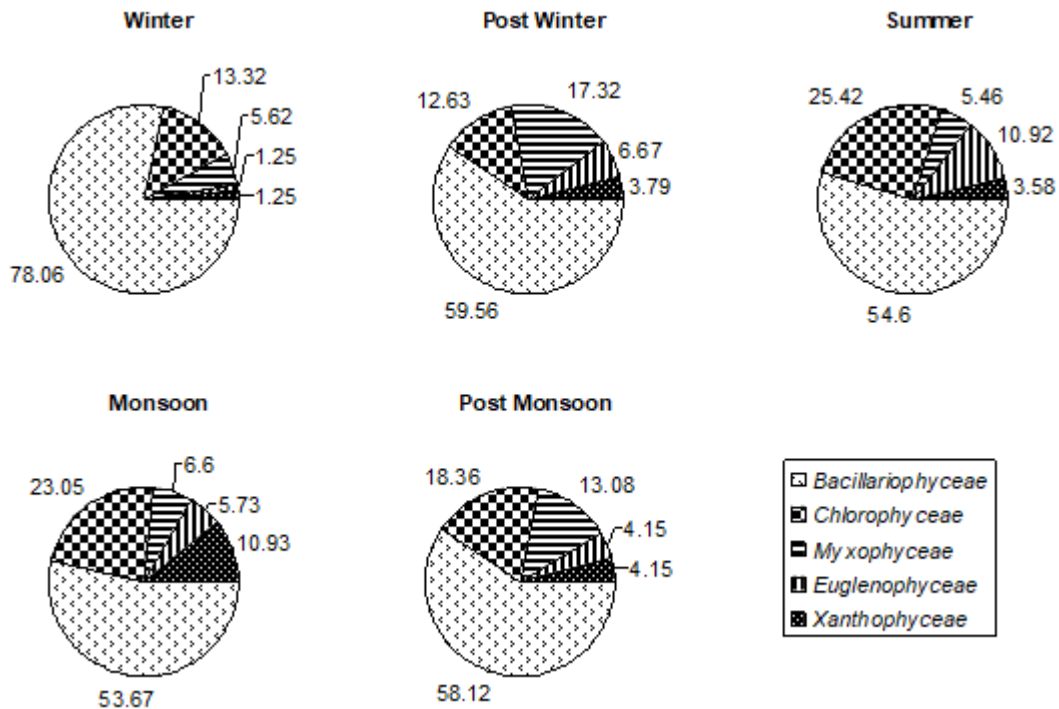 Winter
13.32
5.62
1.25
1.25
78.06
Post Winter
12.63
17.32
6.67
3.79
59.56
Summer
25.42
5.46
10.92
3.58
54.6
Monsoon
23.05
6.6
5.73
10.93
53.67
Post Monsoon
18.36
13.08
4.15
4.15
58.12
Bacillariophyceae
Chlorophyceae
Myxophyceae
Euglenophyceae
Xanthophyceae